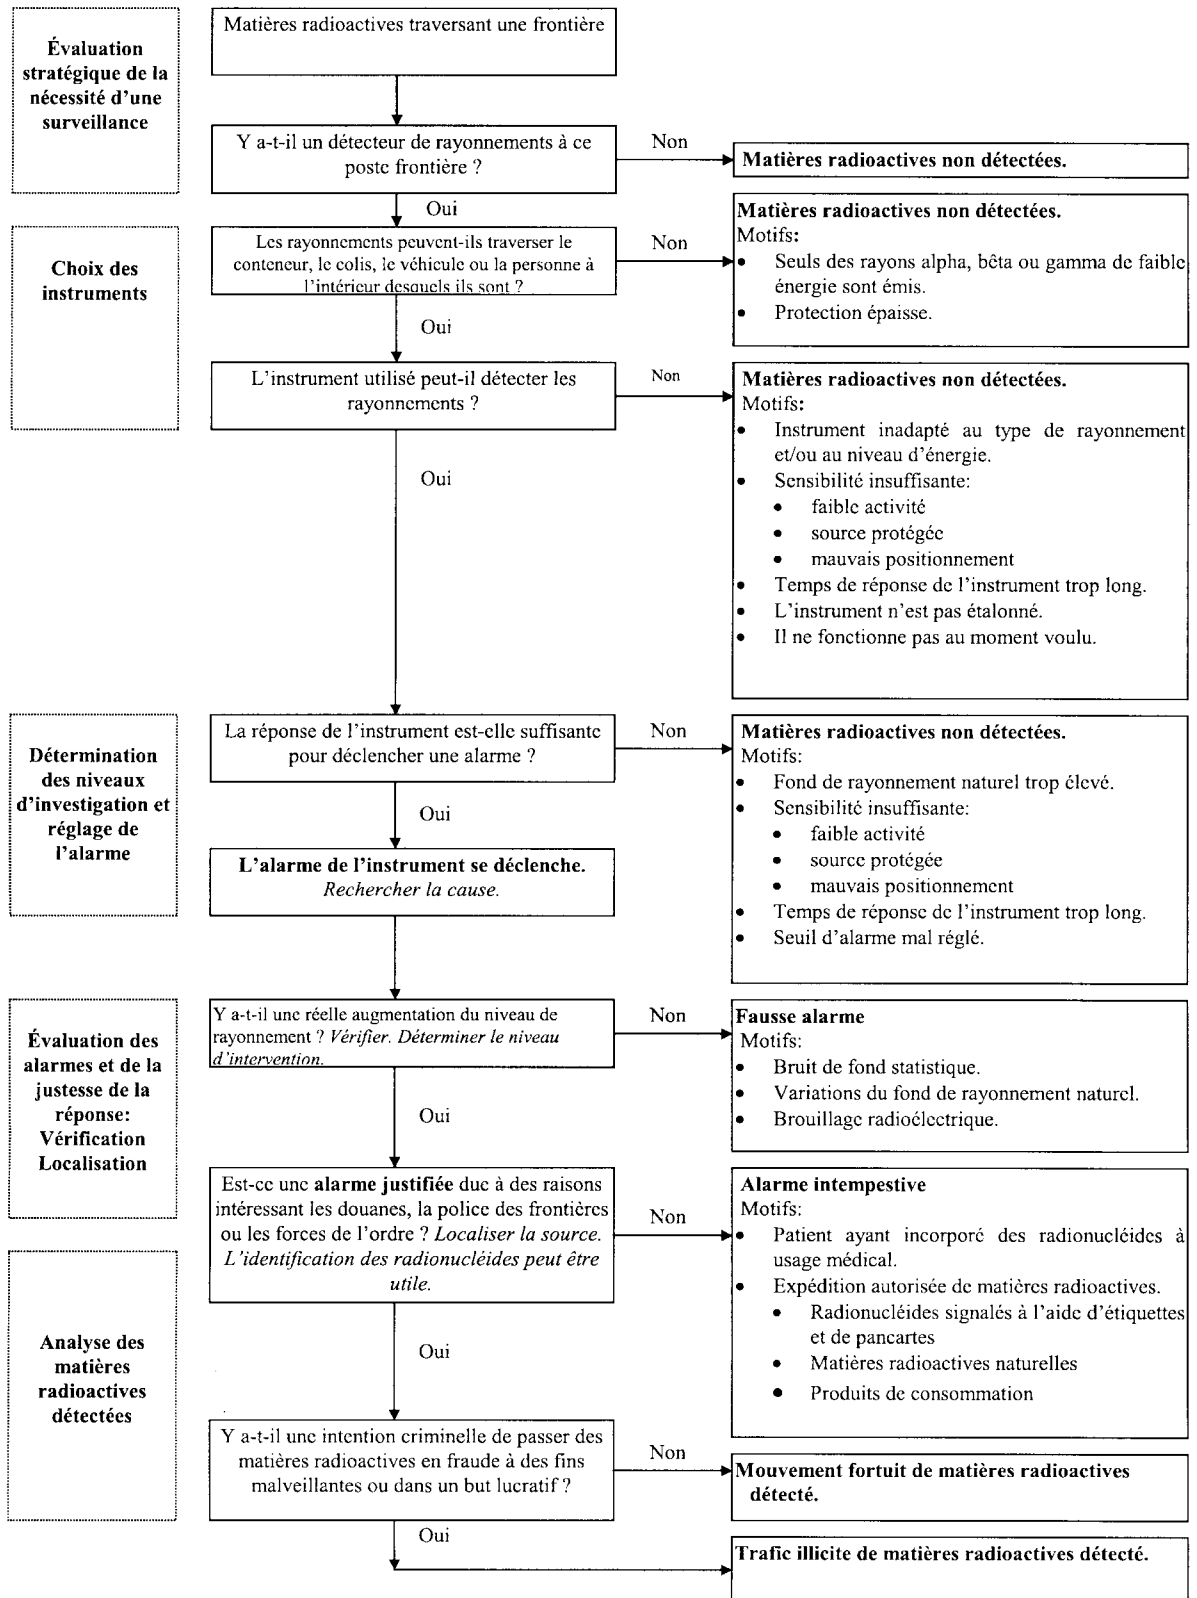 Évaluation
stratégique de la
nécessité d'une
surveillance
Matières radioactives traversant une frontière
Y a-t-il un détecteur de rayonnements à ce
poste frontière ?
Non
Matières radioactives non détectées.
Oui
Choix des
instruments
Les rayonnements peuvent-ils traverser le
conteneur, le colis, le véhicule ou la personne à
l'intérieur desquels ils sont ?
Non
Matières radioactives non détectées.
Motifs:
• Seuls des rayons alpha, bêta ou gamma de faible
énergie sont émis.
• Protection épaisse.
Oui
L'instrument utilisé peut-il détecter les
rayonnements ?
Non
Matières radioactives non détectées.
Motifs:
• Instrument inadapté au type de rayonnement
et/ou au niveau d'énergie.
• Sensibilité insuffisante:
• faible activité
• source protégée
• mauvais positionnement
• Temps de réponse de l'instrument trop long.
• L'instrument n'est pas étalonné.
• Il ne fonctionne pas au moment voulu.
Oui
Détermination
des niveaux
d'investigation et
réglage de
l'alarme
La réponse de l'instrument est-elle suffisante
pour déclencher une alarme ?
Non
Matières radioactives non détectées.
Motifs:
• Fond de rayonnement naturel trop élevé.
• Sensibilité insuffisante:
• faible activité
• source protégée
• mauvais positionnement
• Temps de réponse de l'instrument trop long.
• Seuil d'alarme mal réglé.
Oui
L'alarme de l'instrument se déclenche.
Rechercher la cause.
Évaluation des
alarmes et de la
justesse de la
réponse:
Vérification
Localisation
Y a-t-il une réelle augmentation du niveau de
rayonnement ? Vérifier. Déterminer le niveau
d'intervention.
Non
Fausse alarme
Motifs:
• Bruit de fond statistique.
• Variations du fond de rayonnement naturel.
• Brouillage radioélectrique.
Oui
Est-ce une alarme justifiée due à des raisons
intéressant les douanes, la police des frontières
ou les forces de l'ordre ? Localiser la source.
L'identification des radionucléides peut être
utile.
Non
Alarme intempestive
Motifs:
• Patient ayant incorporé des radionucléides à
usage médical.
• Expédition autorisée de matières radioactives.
• Radionucléides signalés à l'aide d'étiquettes
et de pancartes
• Matières radioactives naturelles
• Produits de consommation
Oui
Analyse des
matières
radioactives
détectées
Y a-t-il une intention criminelle de passer des
matières radioactives en fraude à des fins
malveillantes ou dans un but lucratif ?
Non
Mouvement fortuit de matières radioactives
détecté.
Oui
Trafic illicite de matières radioactives détecté.